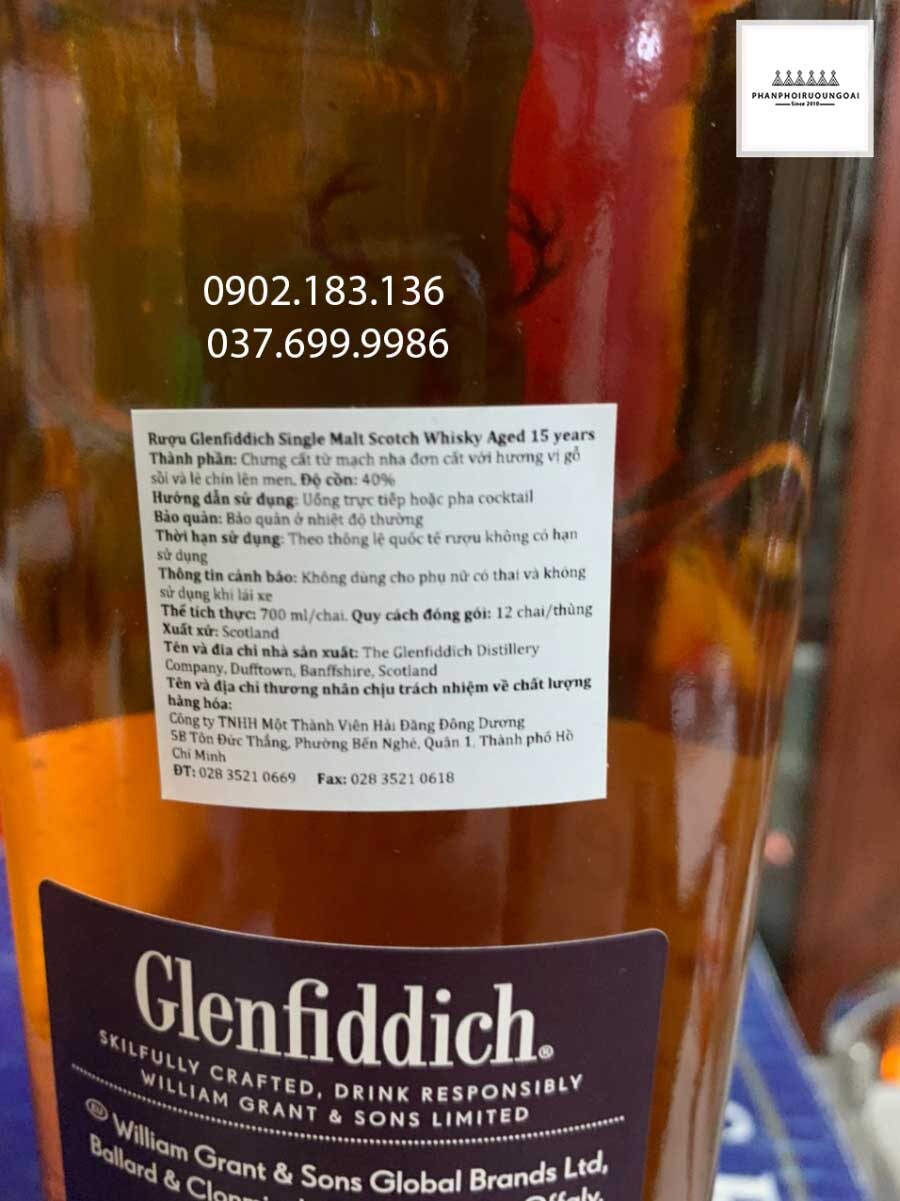 PHANPHOIRUOUNGOAI
Since 2010
0902.183.136
037.699.9986
Rượu Glenfiddich Single Malt Scotch Whisky Aged 15 years
Thành phần: Chưng cất từ mạch nha đơn cất với hương vị gỗ
sồi và lê chín lên men. Độ cồn: 40%
Hướng dẫn sử dụng: Uống trực tiếp hoặc pha cocktail
Bảo quản: Bảo quản ở nhiệt độ thường
Thời hạn sử dụng: Theo thông lệ quốc tế rượu không có hạn
sử dụng
Thông tin cảnh báo: Không dùng cho phụ nữ có thai và không
sử dụng khi lái xe
Thể tích thực: 700 ml/chai. Quy cách đóng gói: 12 chai/thùng
Xuất xứ: Scotland
Tên và địa chỉ nhà sản xuất: The Glenfiddich Distillery
Company, Dufftown, Banffshire, Scotland
Tên và địa chỉ thương nhân chịu trách nhiệm về chất lượng
hàng hóa:
Công ty TNHH Một Thành Viên Hải Đăng Đông Dương
5B Tôn Đức Thắng, Phường Bến Nghé, Quận 1, Thành phố Hồ
Chí Minh
ĐT: 028 3521 0669 Fax: 028 3521 0618
Glenfiddich®
SKILFULLY CRAFTED, DRINK RESPONSIBLY
WILLIAM GRANT & SONS LIMITED
EU William Grant & Sons Global Brands Ltd,
Ballard &